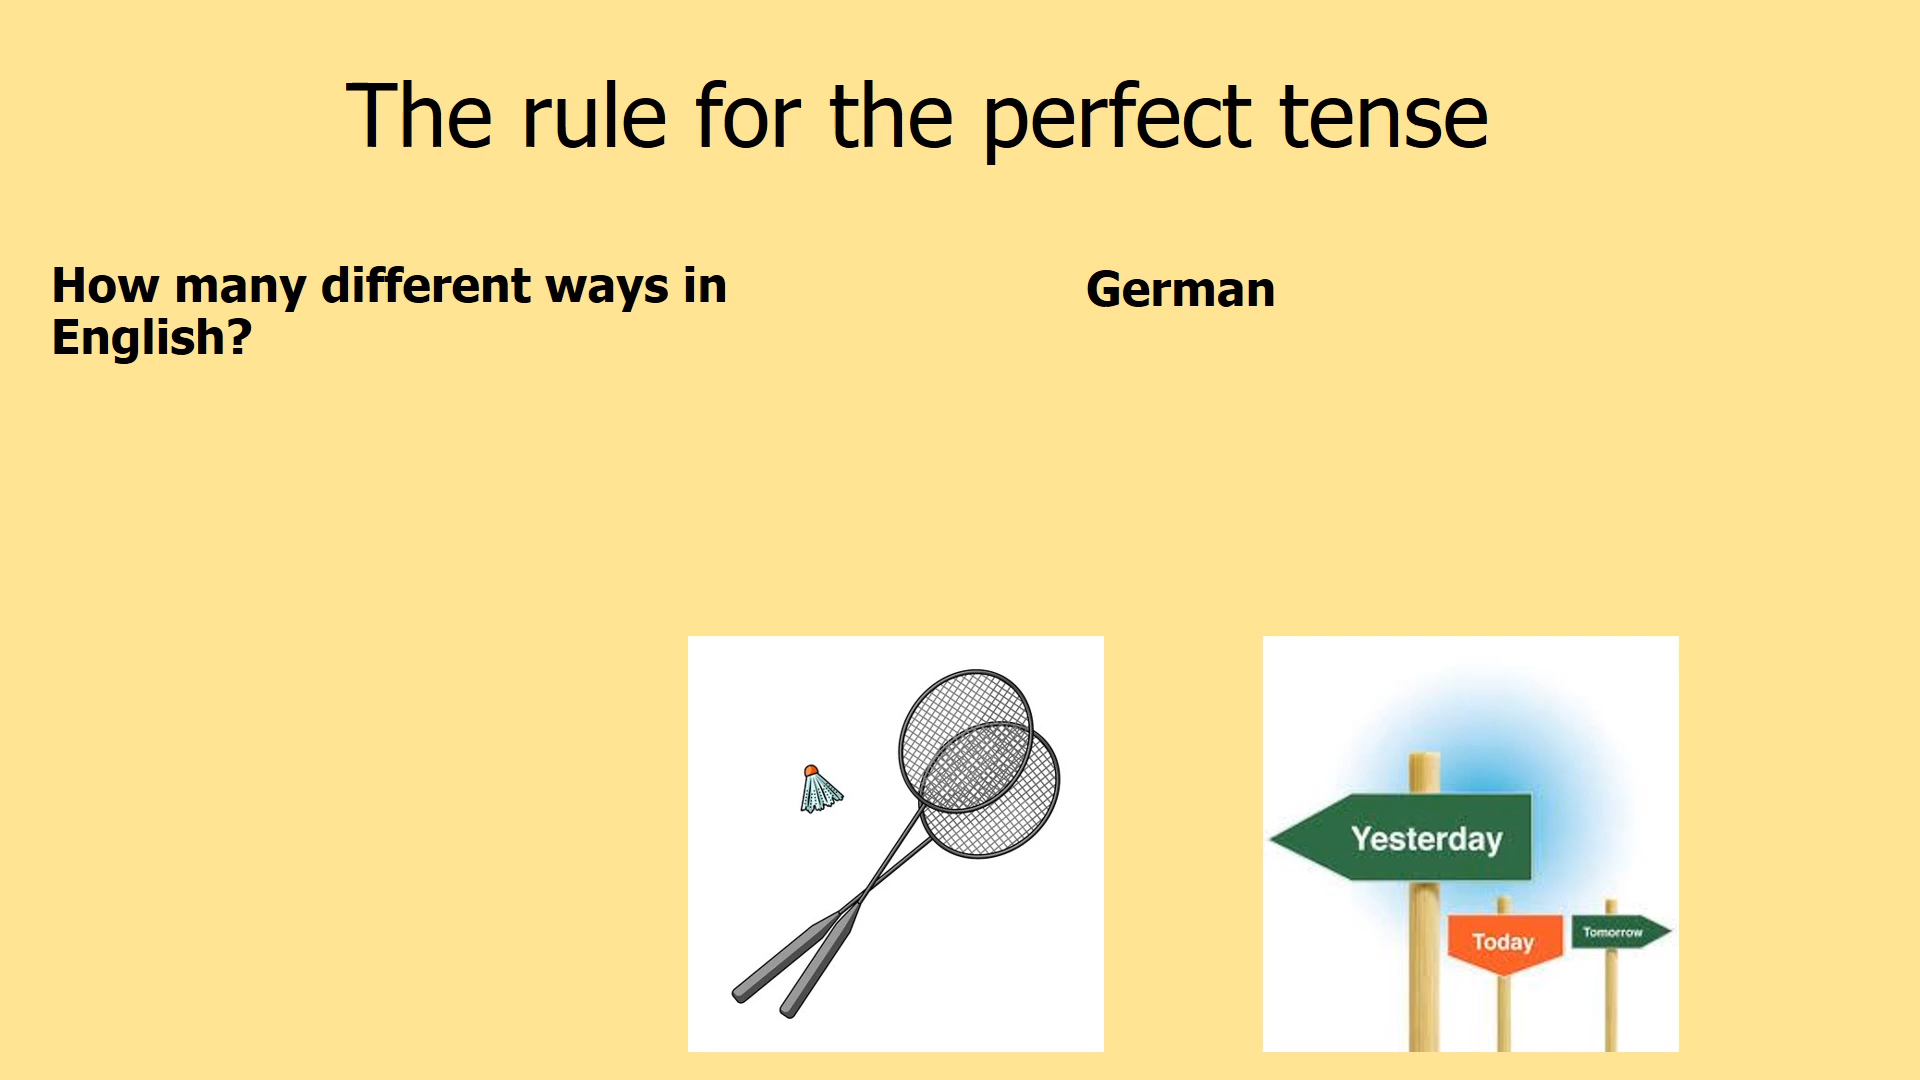 The rule for the perfect tense
How many different ways in
English?
German
Yesterday
Today
Tomorrow